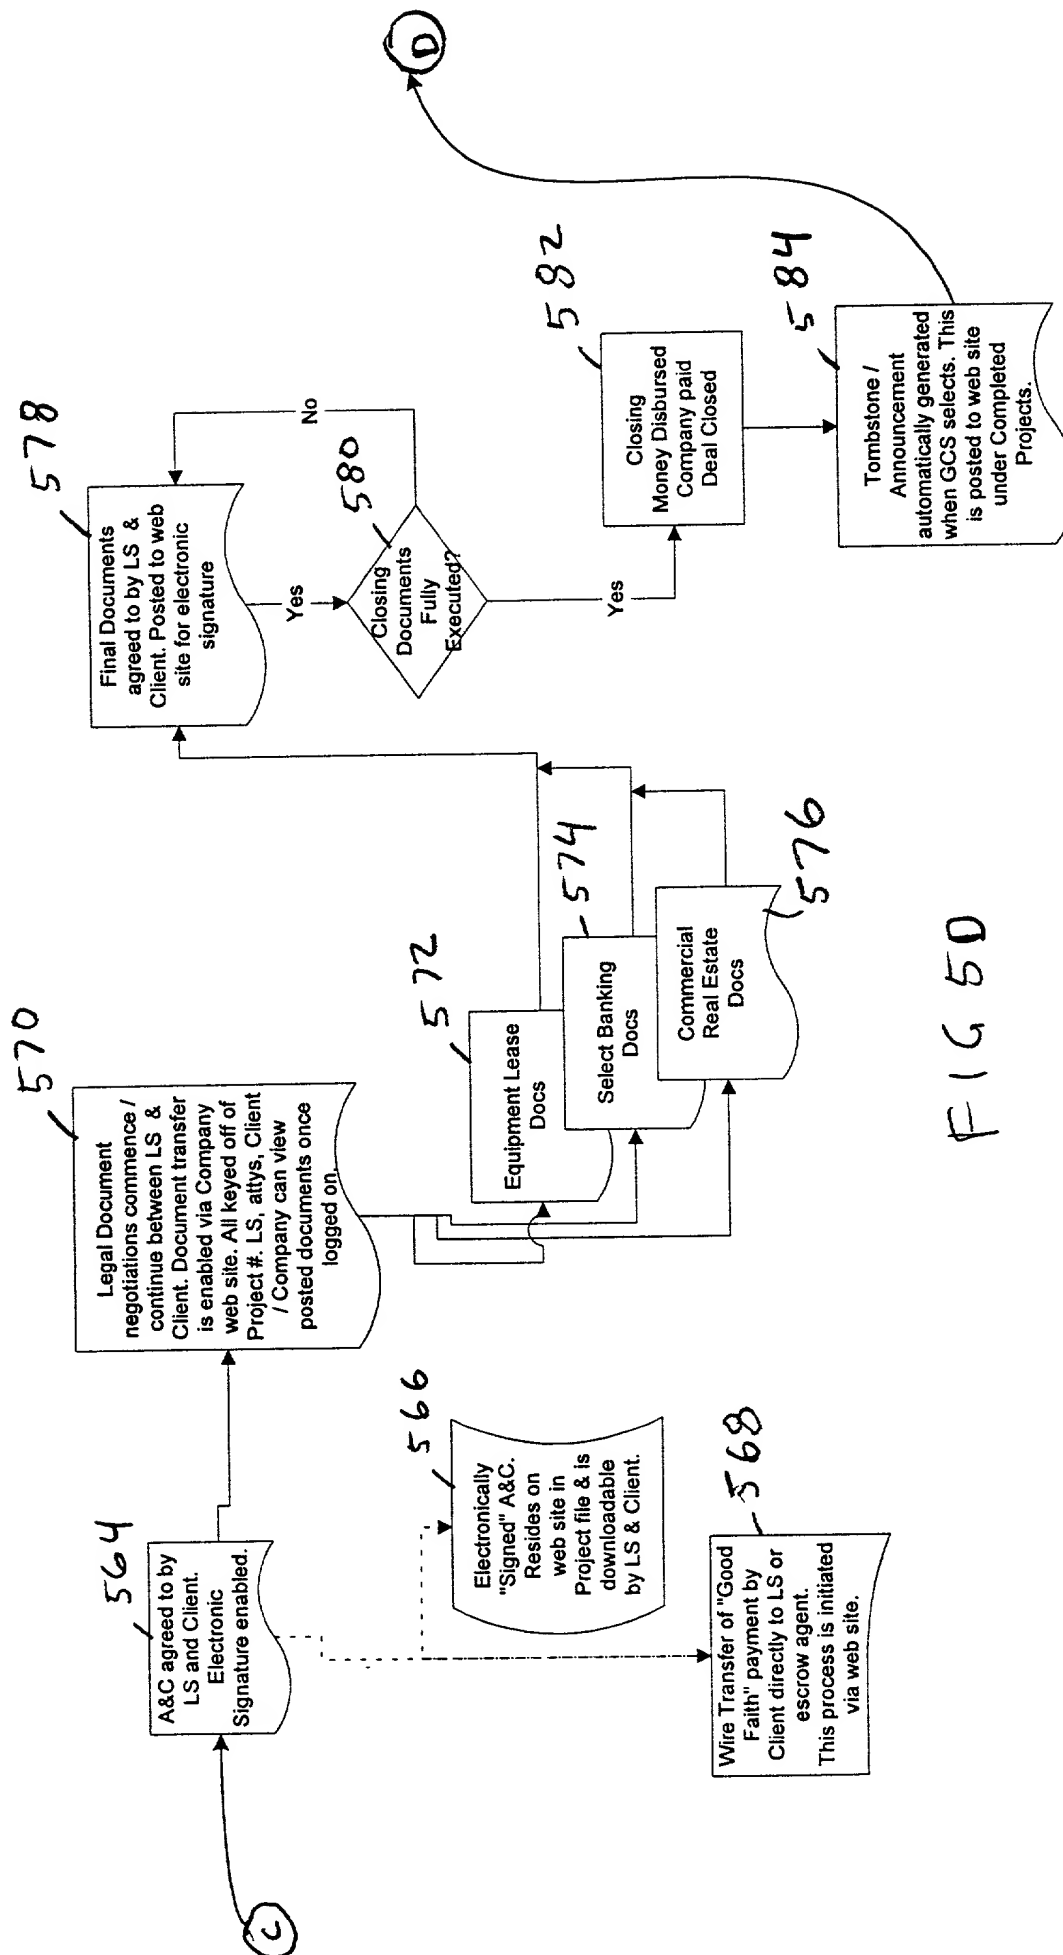 C
564
A&C agreed to by
LS and Client.
Electronic
Signature enabled.
566
Electronically
"Signed" A&C.
Resides on
web site in
Project file & is
downloadable
by LS & Client.
568
Wire Transfer of "Good
Faith" payment by
Client directly to LS or
escrow agent.
This process is initiated
via web site.
570
Legal Document
negotiations commence /
continue between LS &
Client. Document transfer
is enabled via Company
web site. All keyed off of
Project #. LS, attys, Client
/ Company can view
posted documents once
logged on.
572
Equipment Lease
Docs
574
Select Banking
Docs
576
Commercial
Real Estate
Docs
578
Final Documents
agreed to by LS &
Client. Posted to web
site for electronic
signature
Yes
No
580
Closing
Documents
Fully
Executed?
Yes
582
Closing
Money Disbursed
Company paid
Deal Closed
584
Tombstone /
Announcement
automatically generated
when GCS selects. This
is posted to web site
under Completed
Projects.
D
FIG 5D